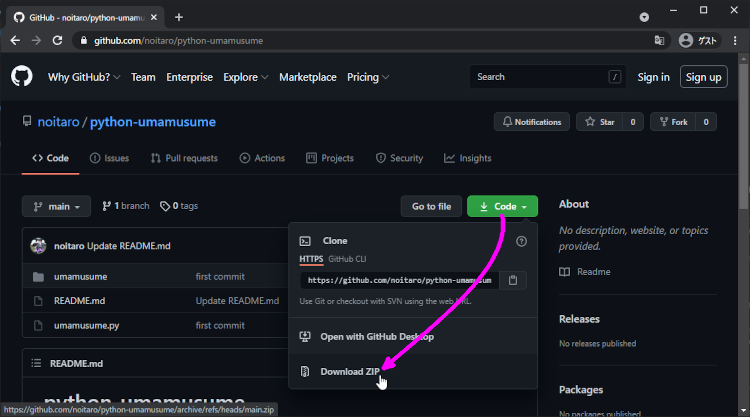 GitHub - noitaro/python-umamu
github.com/noitaro/python-umamusume
ゲスト
Why GitHub?
Team
Enterprise
Explore
Marketplace
Pricing
Search
/
Sign in
Sign up
noitaro / python-umamusume
Notifications
Star
0
Fork
0
Code
Issues
Pull requests
Actions
Projects
Security
Insights
main
1 branch
0 tags
Go to file
Code
About
No description, website, or topics
provided.
Readme
Releases
No releases published
Packages
No packages published
noitaro Update README.md
umamusume
first commit
README.md
Update README.md
umamusume.py
first commit
README.md
python-umamusume
Clone
HTTPS
GitHub CLI
https://github.com/noitaro/python-umamusum
Use Git or checkout with SVN using the web URL.
Open with GitHub Desktop
Download ZIP
https://github.com/noitaro/python-umamusume/archive/refs/heads/main.zip